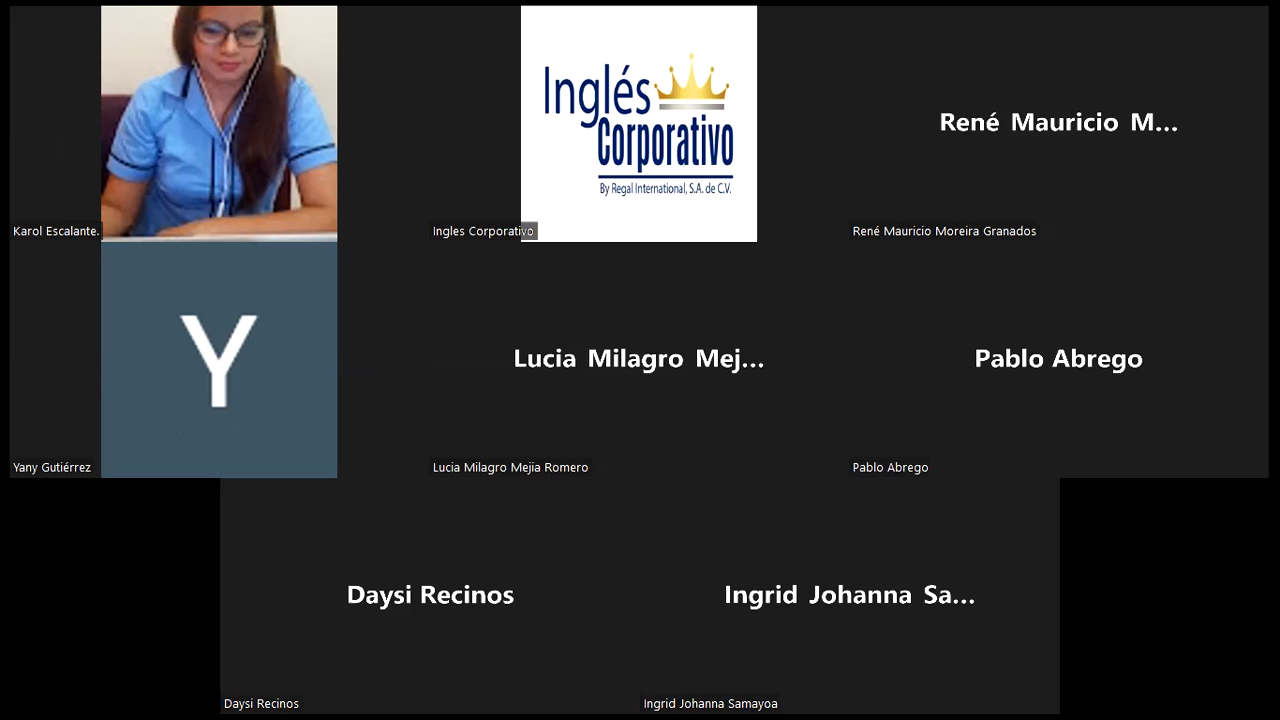 Karol Escalante.
Inglés
Corporativo
By Regal International, S.A. de C.V.
Ingles Corporativo
René Mauricio M...
René Mauricio Moreira Granados
Y
Yany Gutiérrez
Lucia Milagro Mej...
Lucia Milagro Mejia Romero
Pablo Abrego
Pablo Abrego
Daysi Recinos
Daysi Recinos
Ingrid Johanna Sa...
Ingrid Johanna Samayoa